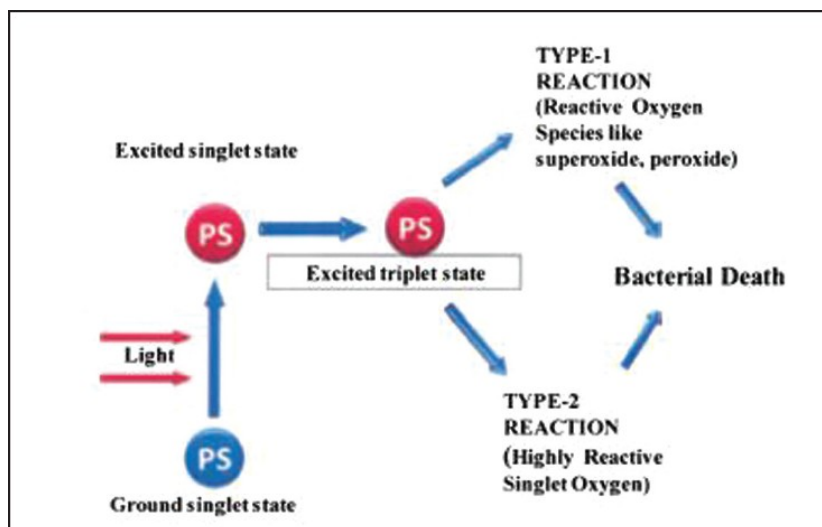 TYPE-1
REACTION
(Reactive Oxygen
Species like
superoxide, peroxide)
Excited singlet state
PS
PS
Excited triplet state
Bacterial Death
Light
TYPE-2
REACTION
(Highly Reactive
Singlet Oxygen)
PS
Ground singlet state